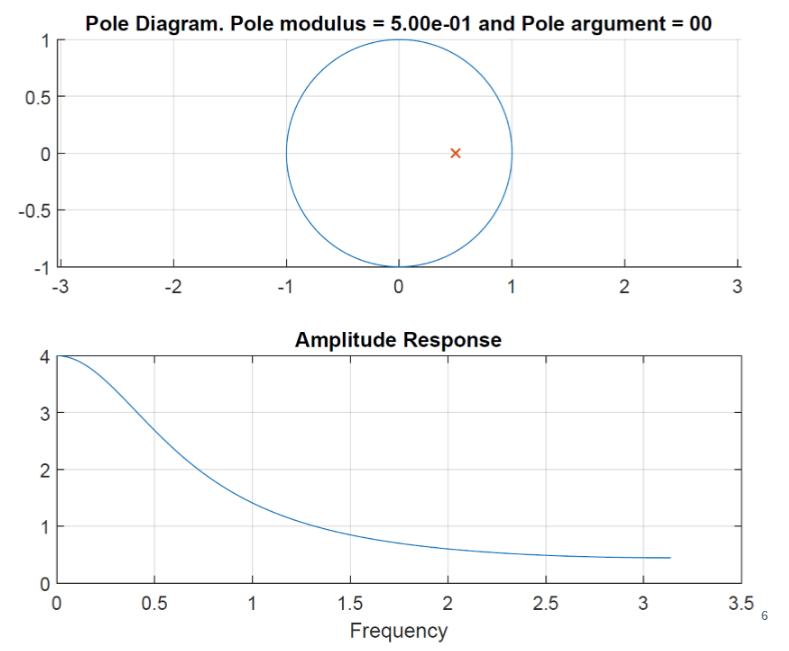 Pole Diagram. Pole modulus = 5.00e-01 and Pole argument = 00
1
0.5
0
-0.5
-1
-3 -2 -1 0 1 2 3
Amplitude Response
4
3
2
1
0
0 0.5 1 1.5 2 2.5 3 3.5
6
Frequency